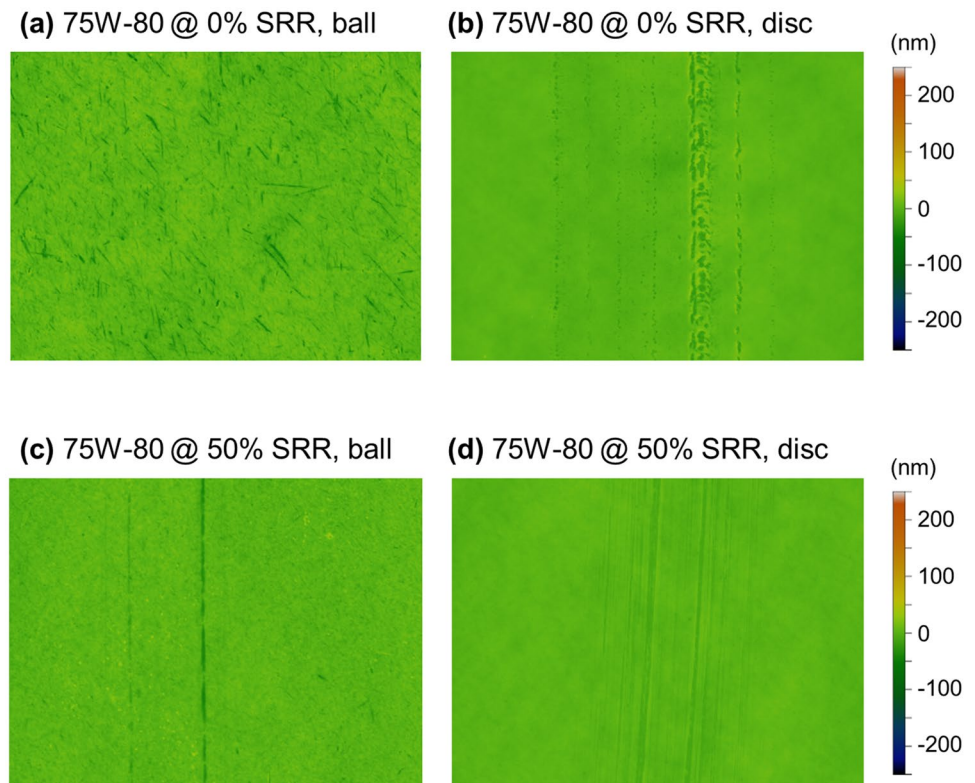 (a) 75W-80 @ 0% SRR, ball
(b) 75W-80 @ 0% SRR, disc
(nm)
200
100
0
-100
-200
(c) 75W-80 @ 50% SRR, ball
(d) 75W-80 @ 50% SRR, disc
(nm)
200
100
0
-100
-200